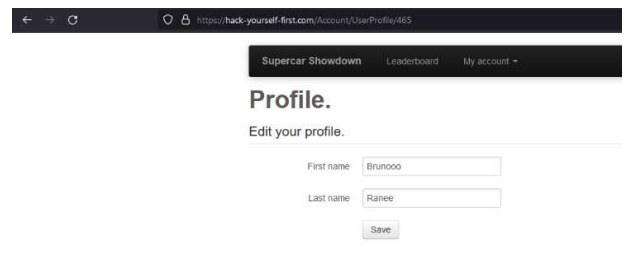 https://hack-yourself-first.com/Account/UserProfile/465
Supercar Showdown Leaderboard My account
Profile.
Edit your profile.
First name Brunooo
Last name Ranee
Save